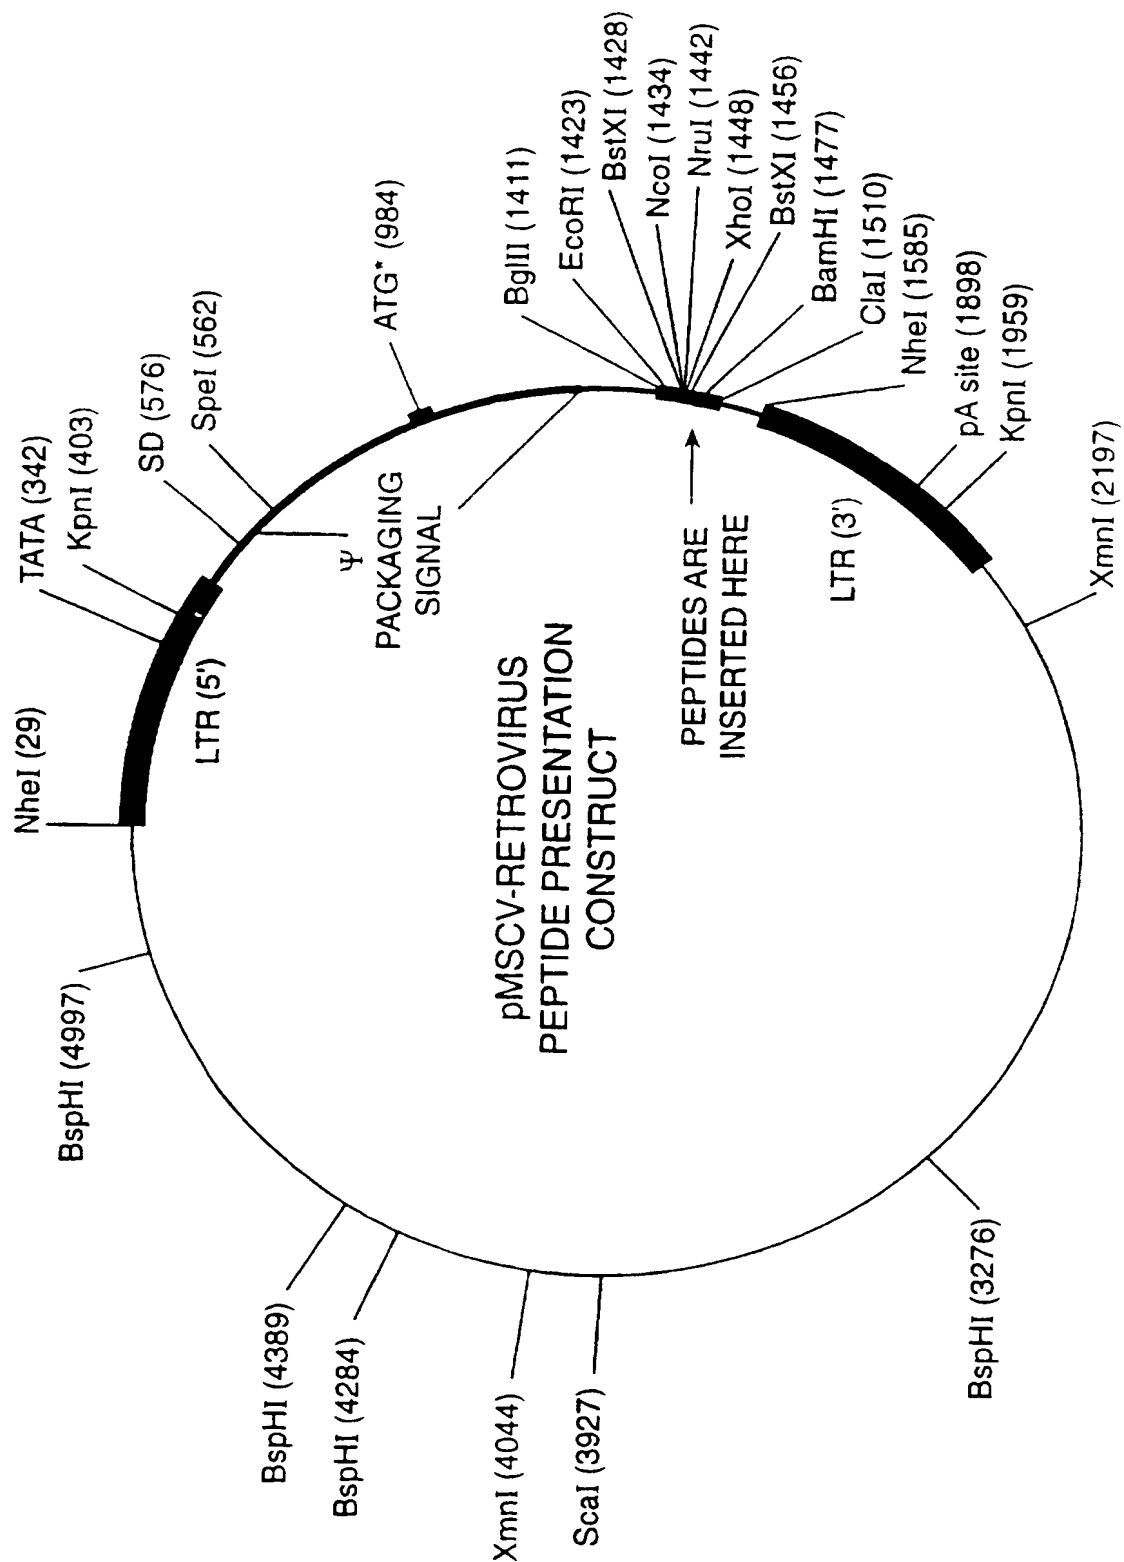 NheI (29)
TATA (342)
KpnI (403)
SD (576)
SpeI (562)
ATG* (984)
BglII (1411)
EcoRI (1423)
BstXI (1428)
NcoI (1434)
NruI (1442)
XhoI (1448)
BstXI (1456)
BamHI (1477)
ClaI (1510)
NheI (1585)
pA site (1898)
KpnI (1959)
XmnI (2197)
BspHI (3276)
ScaI (3927)
XmnI (4044)
BspHI (4284)
BspHI (4389)
BspHI (4997)
LTR (5')
Ψ
PACKAGING
SIGNAL
PEPTIDES ARE
INSERTED HERE
LTR (3')
pMSCV-RETROVIRUS
PEPTIDE PRESENTATION
CONSTRUCT